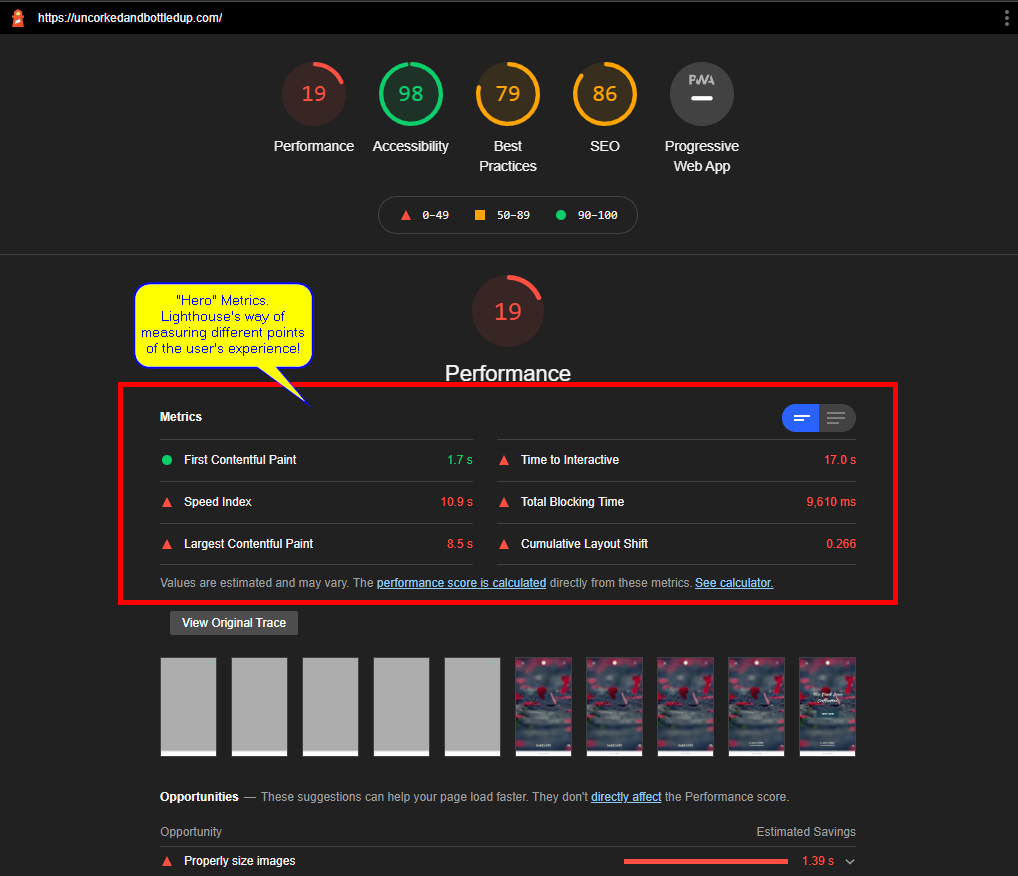 https://uncorkedandbottledup.com/
19 98 79 86 PWA
Performance Accessibility Best Practices SEO Progressive Web App
0–49 50–89 90–100
19
Performance
"Hero" Metrics.
Lighthouse's way of
measuring different points
of the user's experience!
Metrics
First Contentful Paint 1.7 s
Time to Interactive 17.0 s
Speed Index 10.9 s
Total Blocking Time 9,610 ms
Largest Contentful Paint 8.5 s
Cumulative Layout Shift 0.266
Values are estimated and may vary. The performance score is calculated directly from these metrics. See calculator.
View Original Trace
Opportunities — These suggestions can help your page load faster. They don't directly affect the Performance score.
Opportunity Estimated Savings
Properly size images 1.39 s